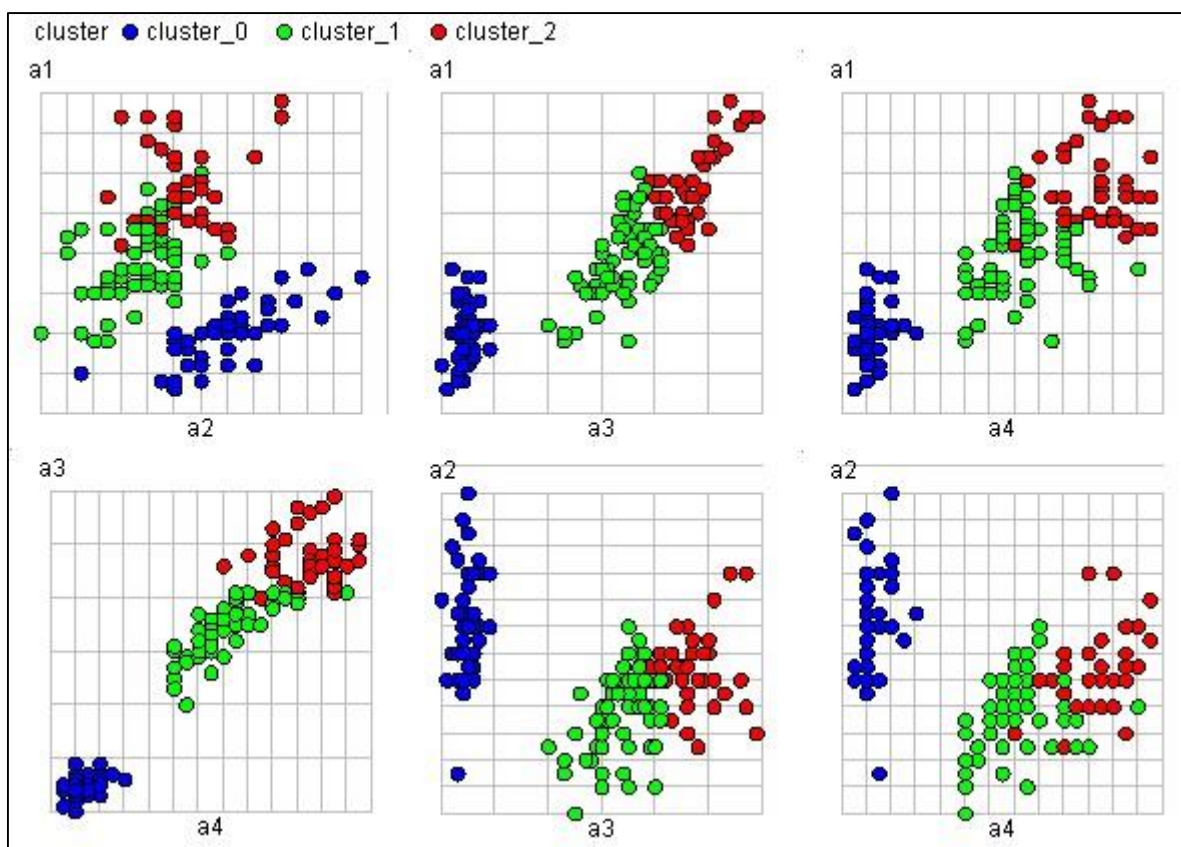 cluster cluster_0 cluster_1 cluster_2
a1 a1 a1
a2 a3 a4
a3 a2 a2
a4 a3 a4